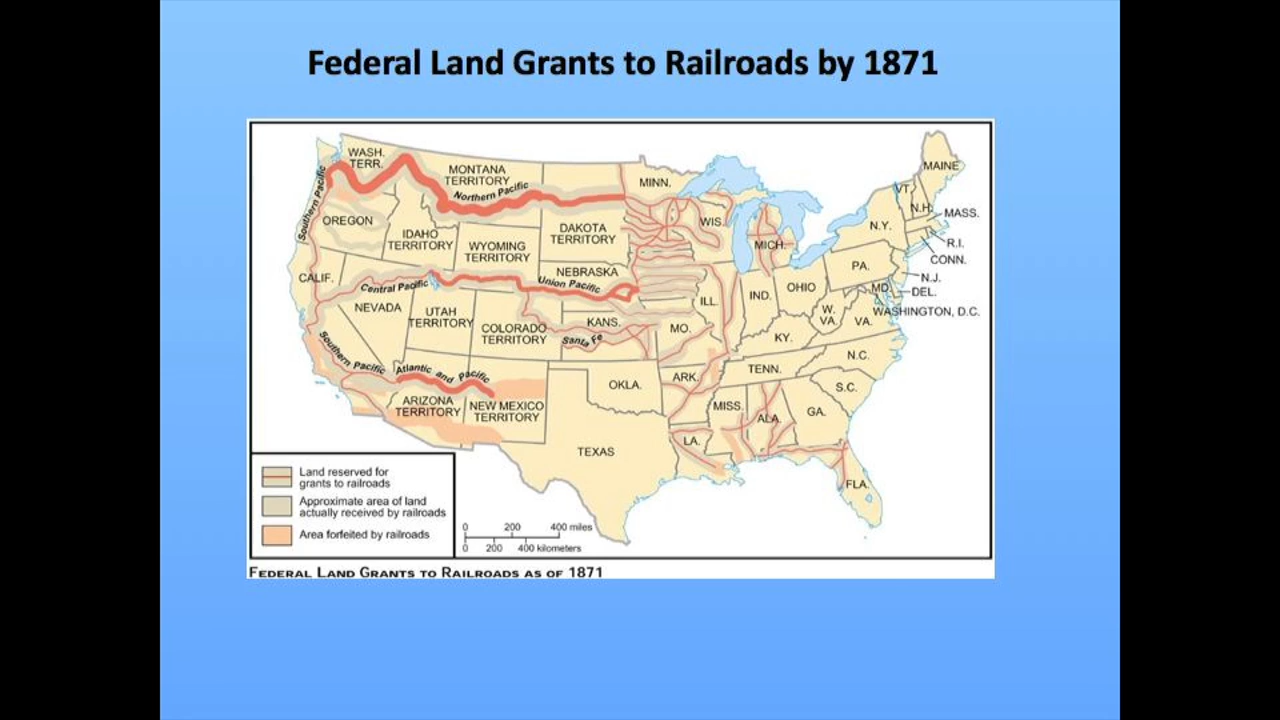 Federal Land Grants to Railroads by 1871
WASH.
TERR.
MONTANA
TERRITORY
Northern Pacific
MINN.
MAINE
VT.
N.H.
MASS.
Southern Pacific
OREGON
IDAHO
TERRITORY
WYOMING
TERRITORY
DAKOTA
TERRITORY
WIS.
MICH.
N.Y.
R.I.
CONN.
CALIF.
Central Pacific
NEBRASKA
Union Pacific
PA.
N.J.
DEL.
MD.
WASHINGTON, D.C.
NEVADA
UTAH
TERRITORY
COLORADO
TERRITORY
KANS.
Santa Fe
MO.
ILL.
IND.
OHIO
W.
VA.
VA.
KY.
Southern Pacific
Atlantic and Pacific
ARIZONA
TERRITORY
NEW MEXICO
TERRITORY
OKLA.
ARK.
TENN.
N.C.
S.C.
MISS.
ALA.
GA.
TEXAS
LA.
FLA.
Land reserved for
grants to railroads
Approximate area of land
actually received by railroads
Area forfeited by railroads
0 200 400 miles
0 200 400 kilometers
FEDERAL LAND GRANTS TO RAILROADS AS OF 1871